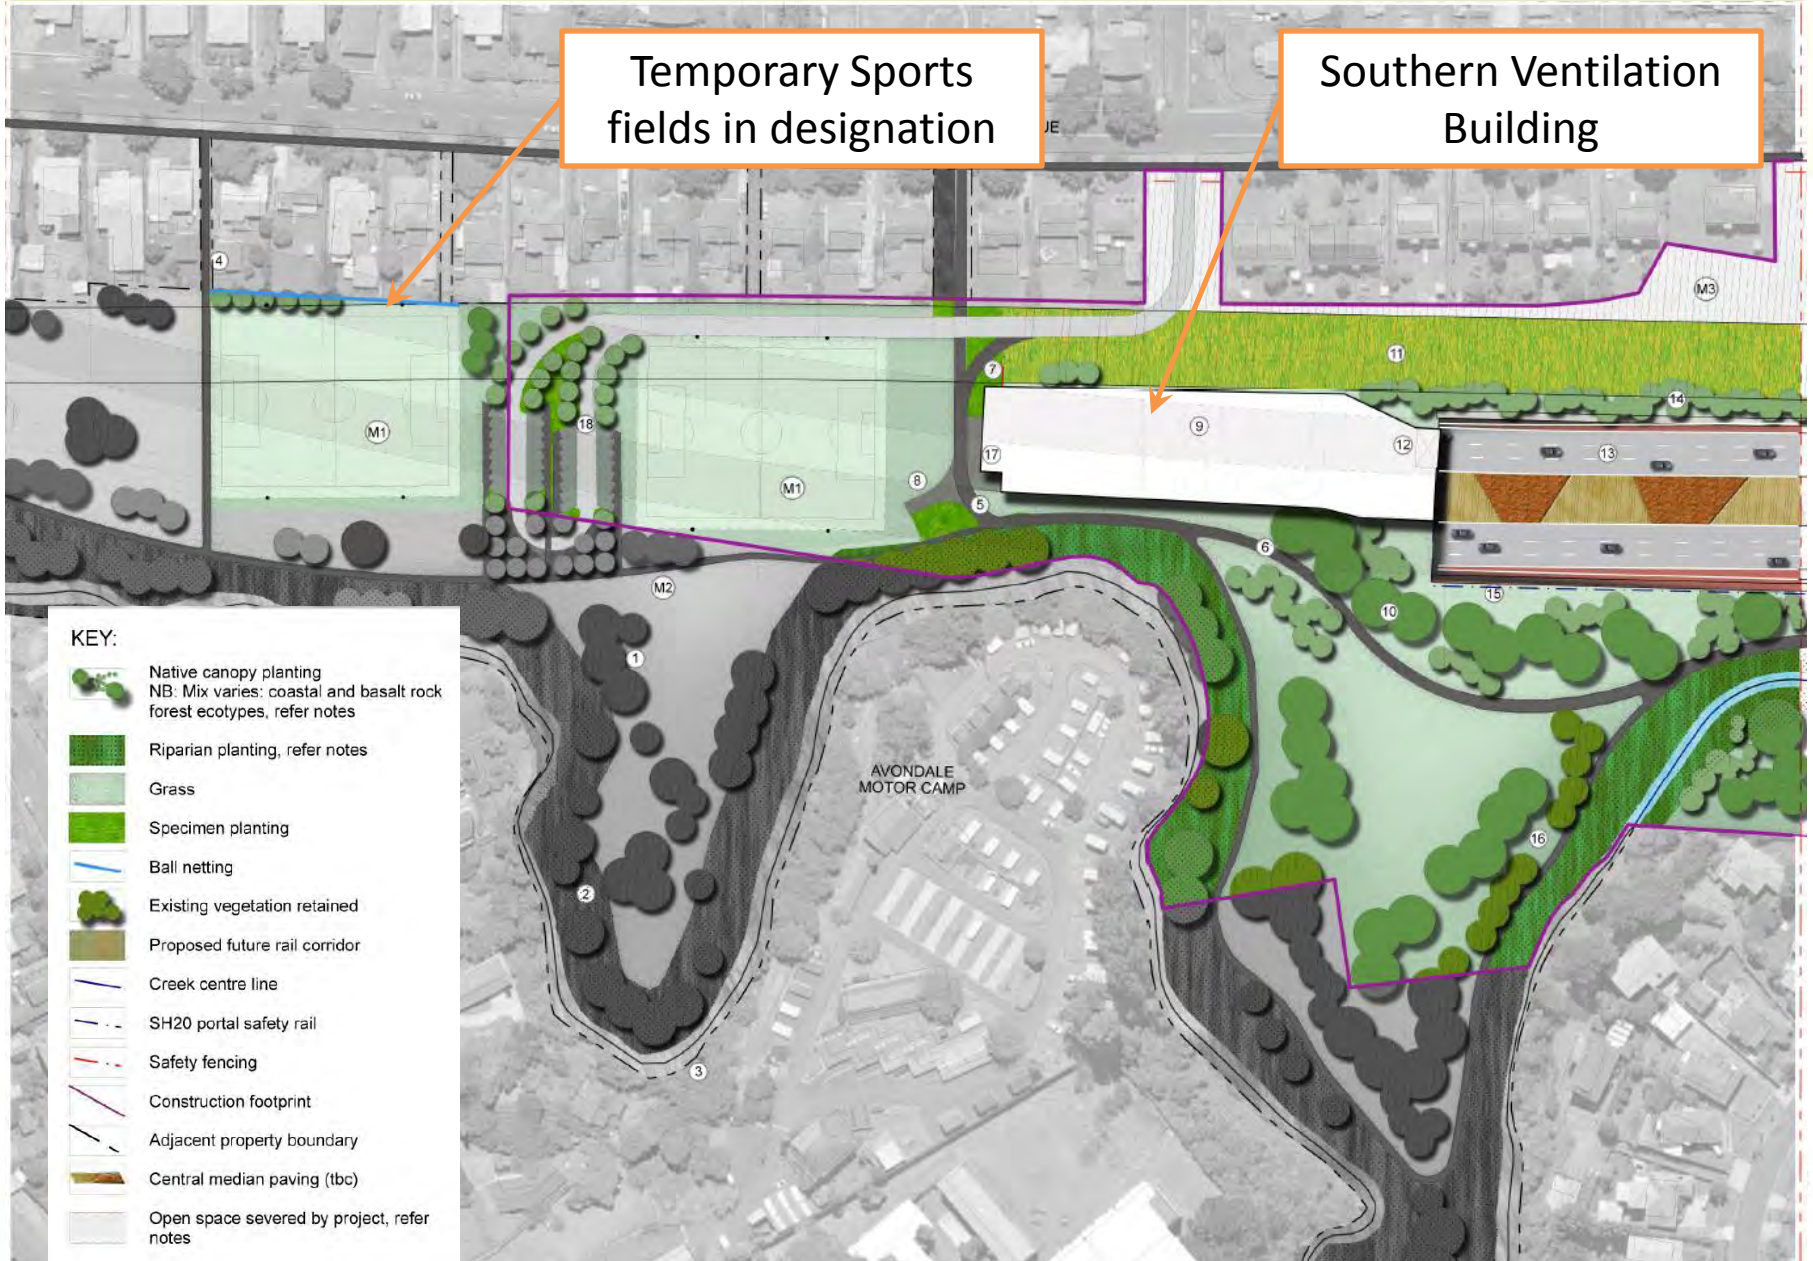 Temporary Sports
fields in designation
Southern Ventilation
Building
UE
4
M3
11
7
14
18
9
M1
12
13
17
M1
8
5
6
M2
15
10
1
16
2
3
AVONDALE
MOTOR CAMP
KEY:
Native canopy planting
NB: Mix varies: coastal and basalt rock
forest ecotypes, refer notes
Riparian planting, refer notes
Grass
Specimen planting
Ball netting
Existing vegetation retained
Proposed future rail corridor
Creek centre line
SH20 portal safety rail
Safety fencing
Construction footprint
Adjacent property boundary
Central median paving (tbc)
Open space severed by project, refer
notes